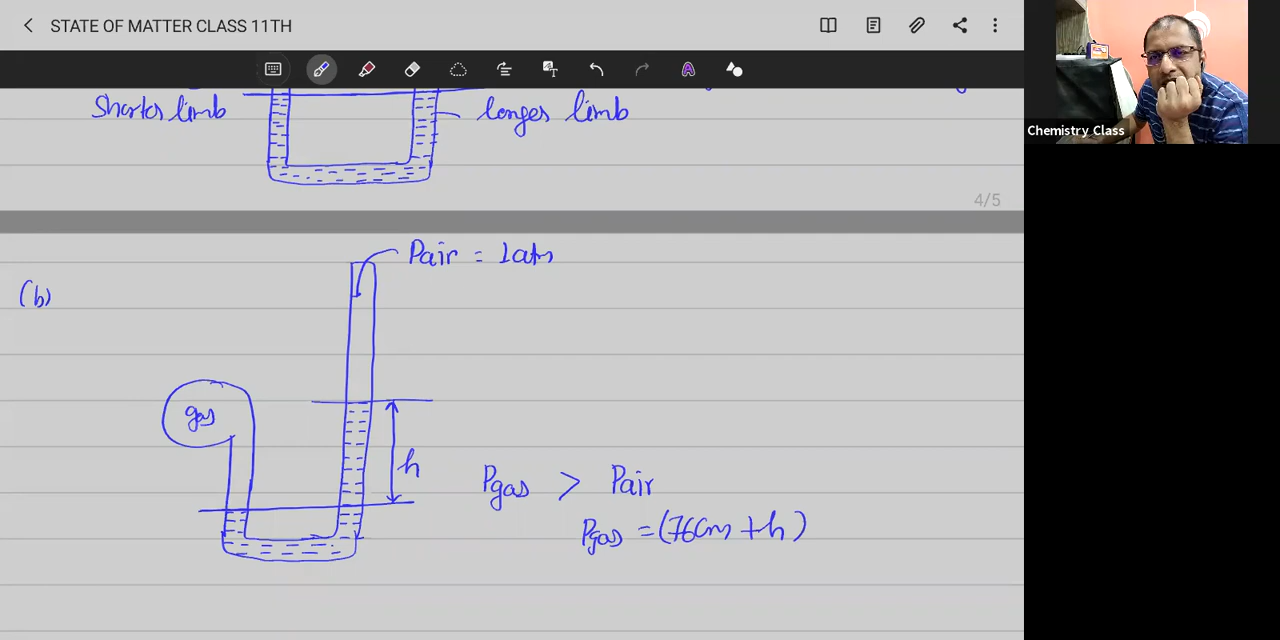 STATE OF MATTER CLASS 11TH
Chemistry Class
Shorter limb
longer limb
4/5
Pair = 1atm
(b)
gas
h
Pgas > Pair
Pgas = (76cm + h)